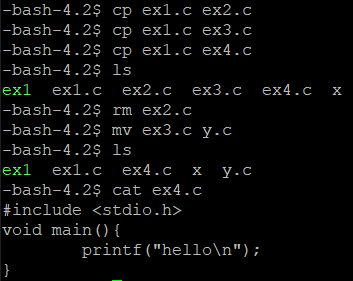 -bash-4.2$ cp ex1.c ex2.c
-bash-4.2$ cp ex1.c ex3.c
-bash-4.2$ cp ex1.c ex4.c
-bash-4.2$ ls
ex1  ex1.c  ex2.c  ex3.c  ex4.c  x
-bash-4.2$ rm ex2.c
-bash-4.2$ mv ex3.c y.c
-bash-4.2$ ls
ex1  ex1.c  ex4.c  x  y.c
-bash-4.2$ cat ex4.c
#include <stdio.h>
void main(){
        printf("hello\n");
}